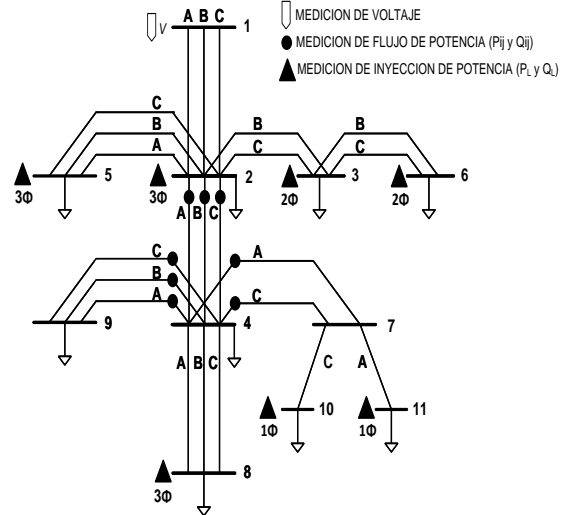 A B C
1
V
MEDICION DE VOLTAJE
MEDICION DE FLUJO DE POTENCIA (Pij y Qij)
MEDICION DE INYECCION DE POTENCIA (PL y QL)
C
B
A
B
C
B
C
5
3Φ
2
3Φ
3
2Φ
6
2Φ
A B C
C
B
A
A
C
9
4
7
A B C
C
A
10
1Φ
11
1Φ
8
3Φ